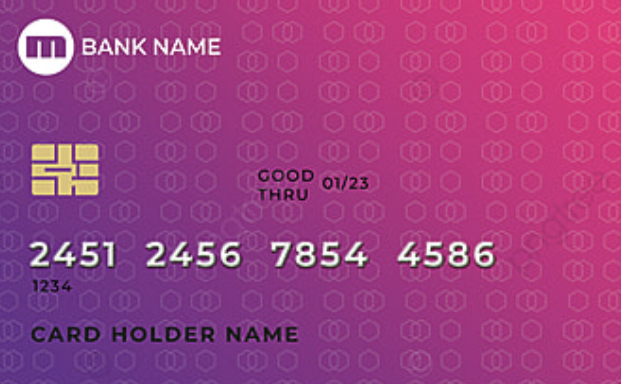 m BANK NAME
GOOD
THRU 01/23
2451 2456 7854 4586
1234
CARD HOLDER NAME